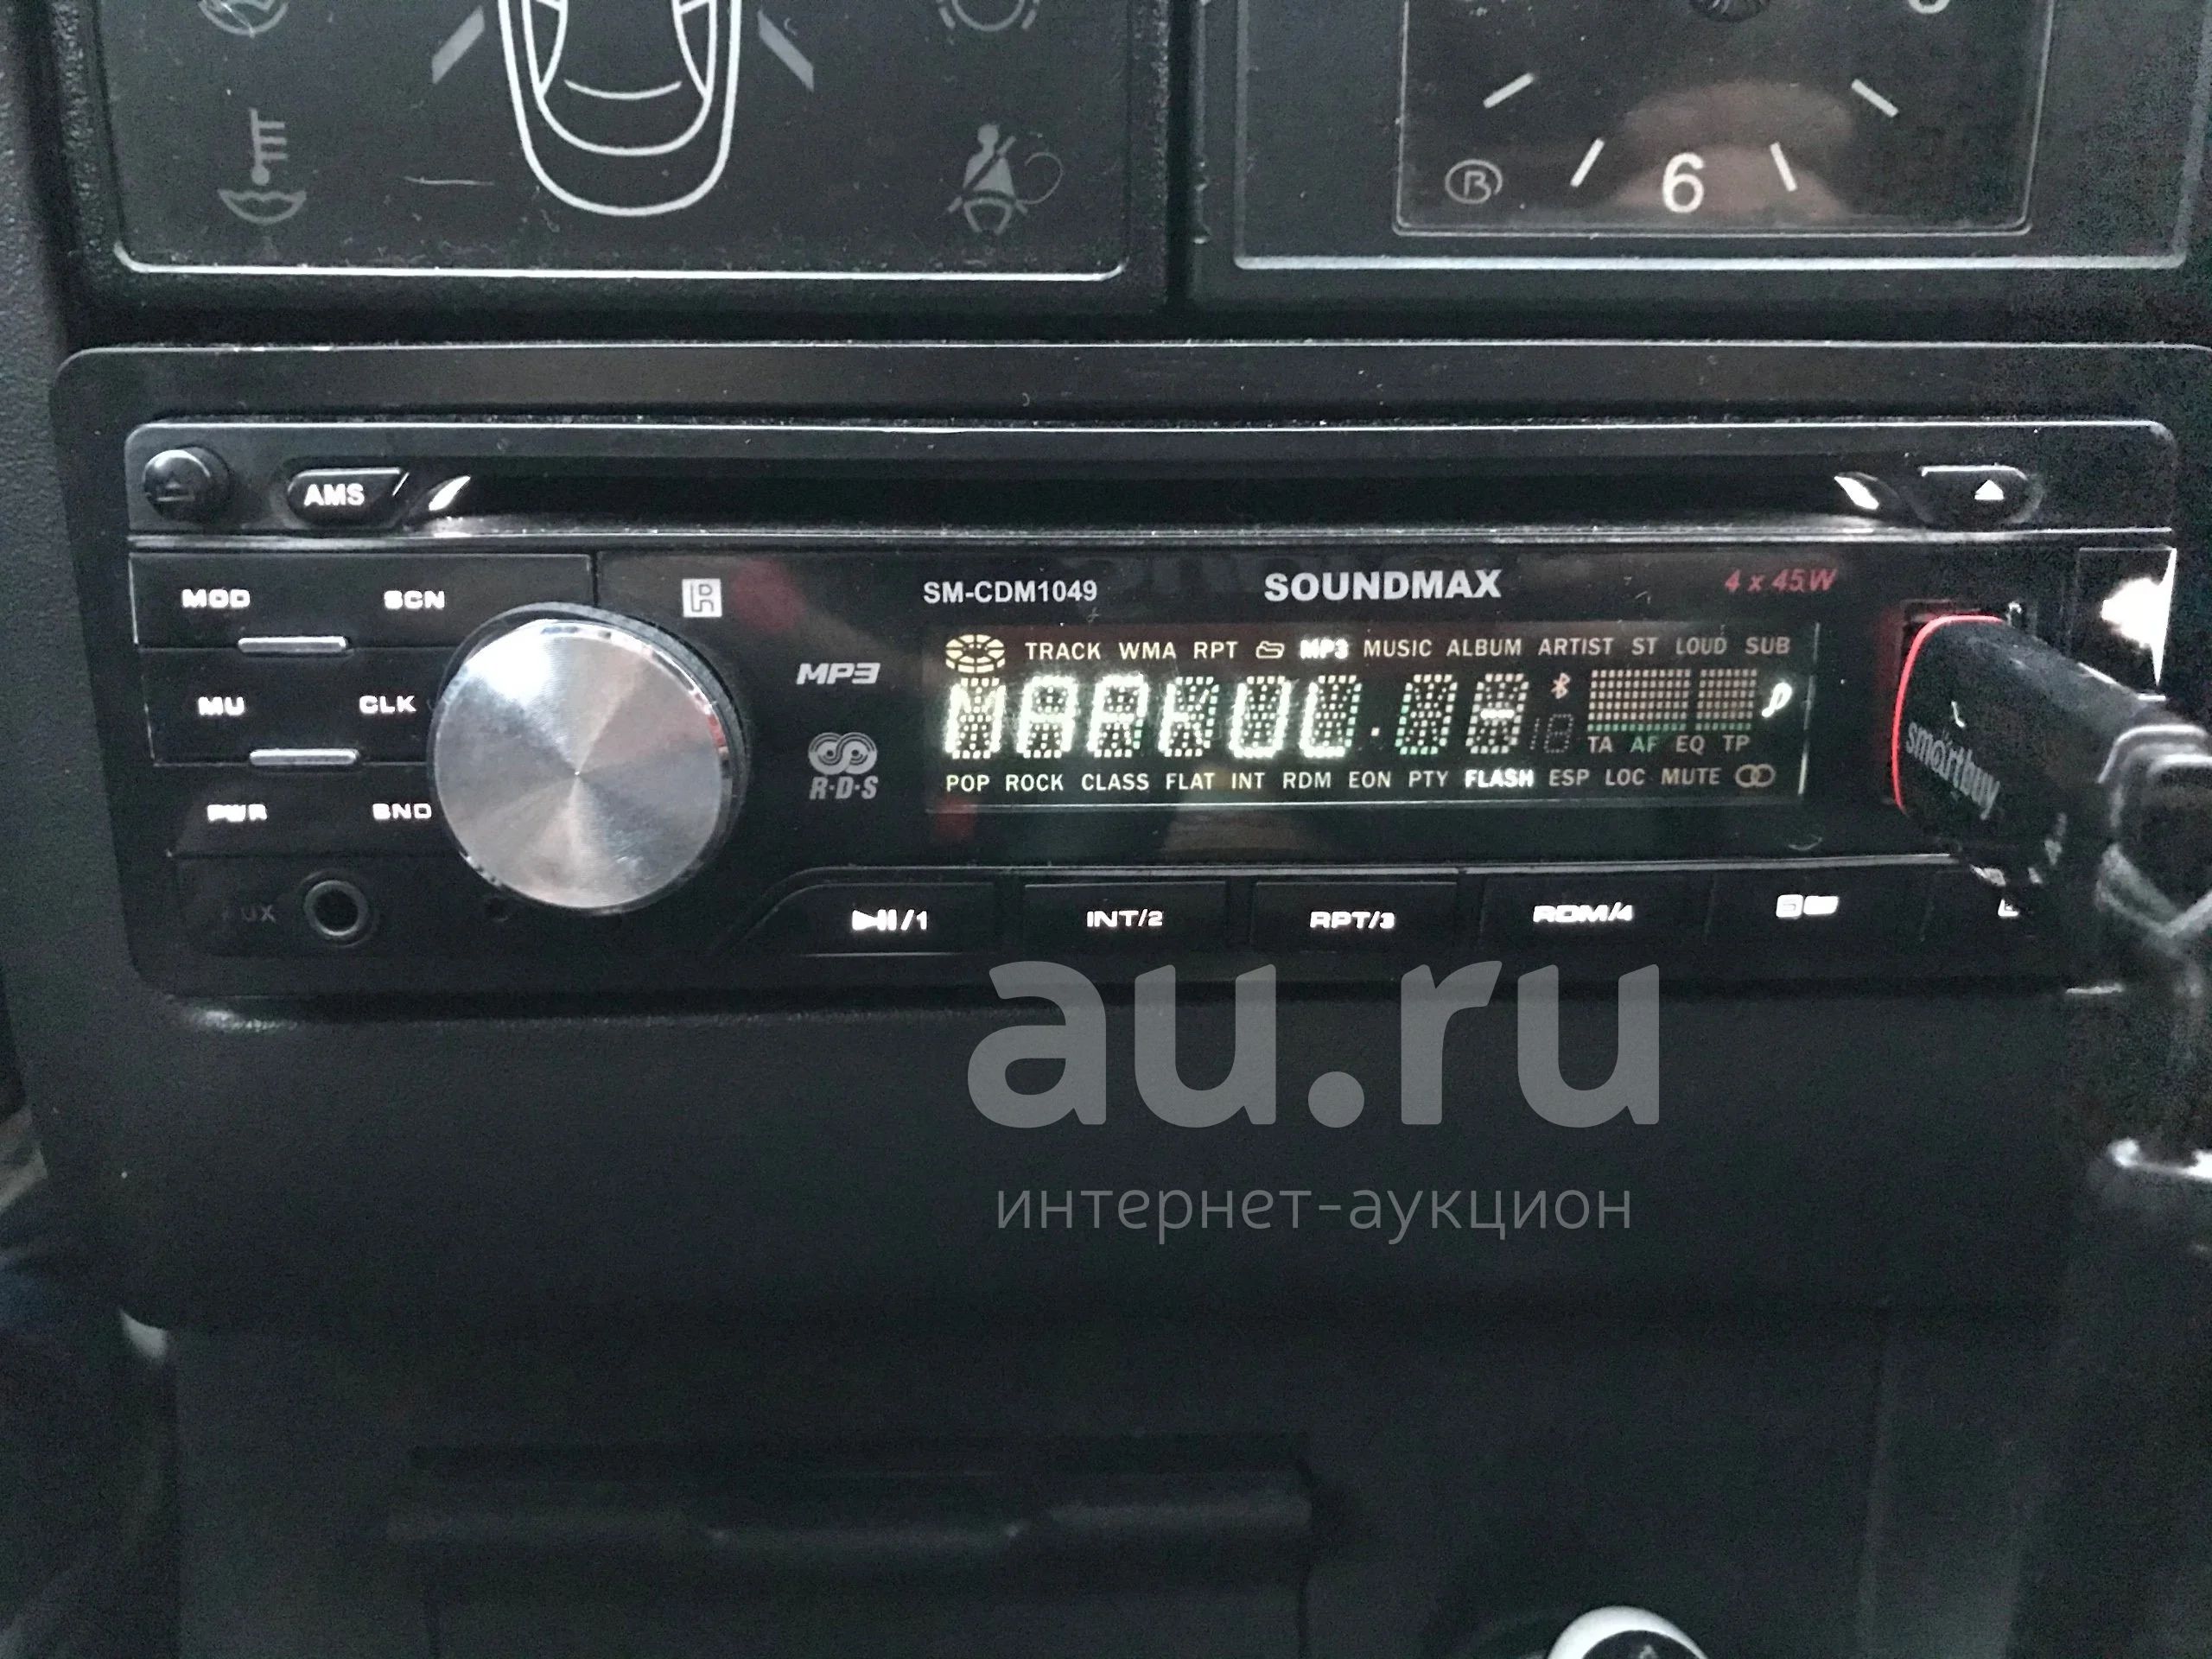 6
AMS
MOD SCN
SM-CDM1049 SOUNDMAX 4 x 45W
TRACK WMA RPT MP3 MUSIC ALBUM ARTIST ST LOUD SUB
MP3
MU CLK
MARKUL -
smartbuy
TA AF EQ TP
R·D·S
POP ROCK CLASS FLAT INT RDM EON PTY FLASH ESP LOC MUTE
PWR BND
AUX
/1 INT/2 RPT/3 RDM/4
au.ru
интернет-аукцион